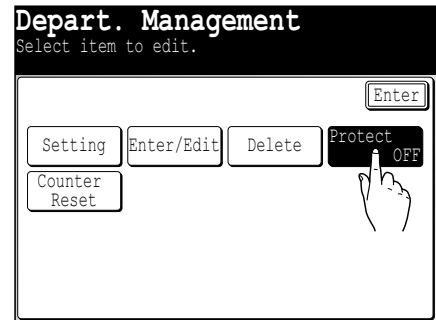 Depart. Management
Select item to edit.
Enter
Setting
Enter/Edit
Delete
Protect
OFF
Counter
Reset